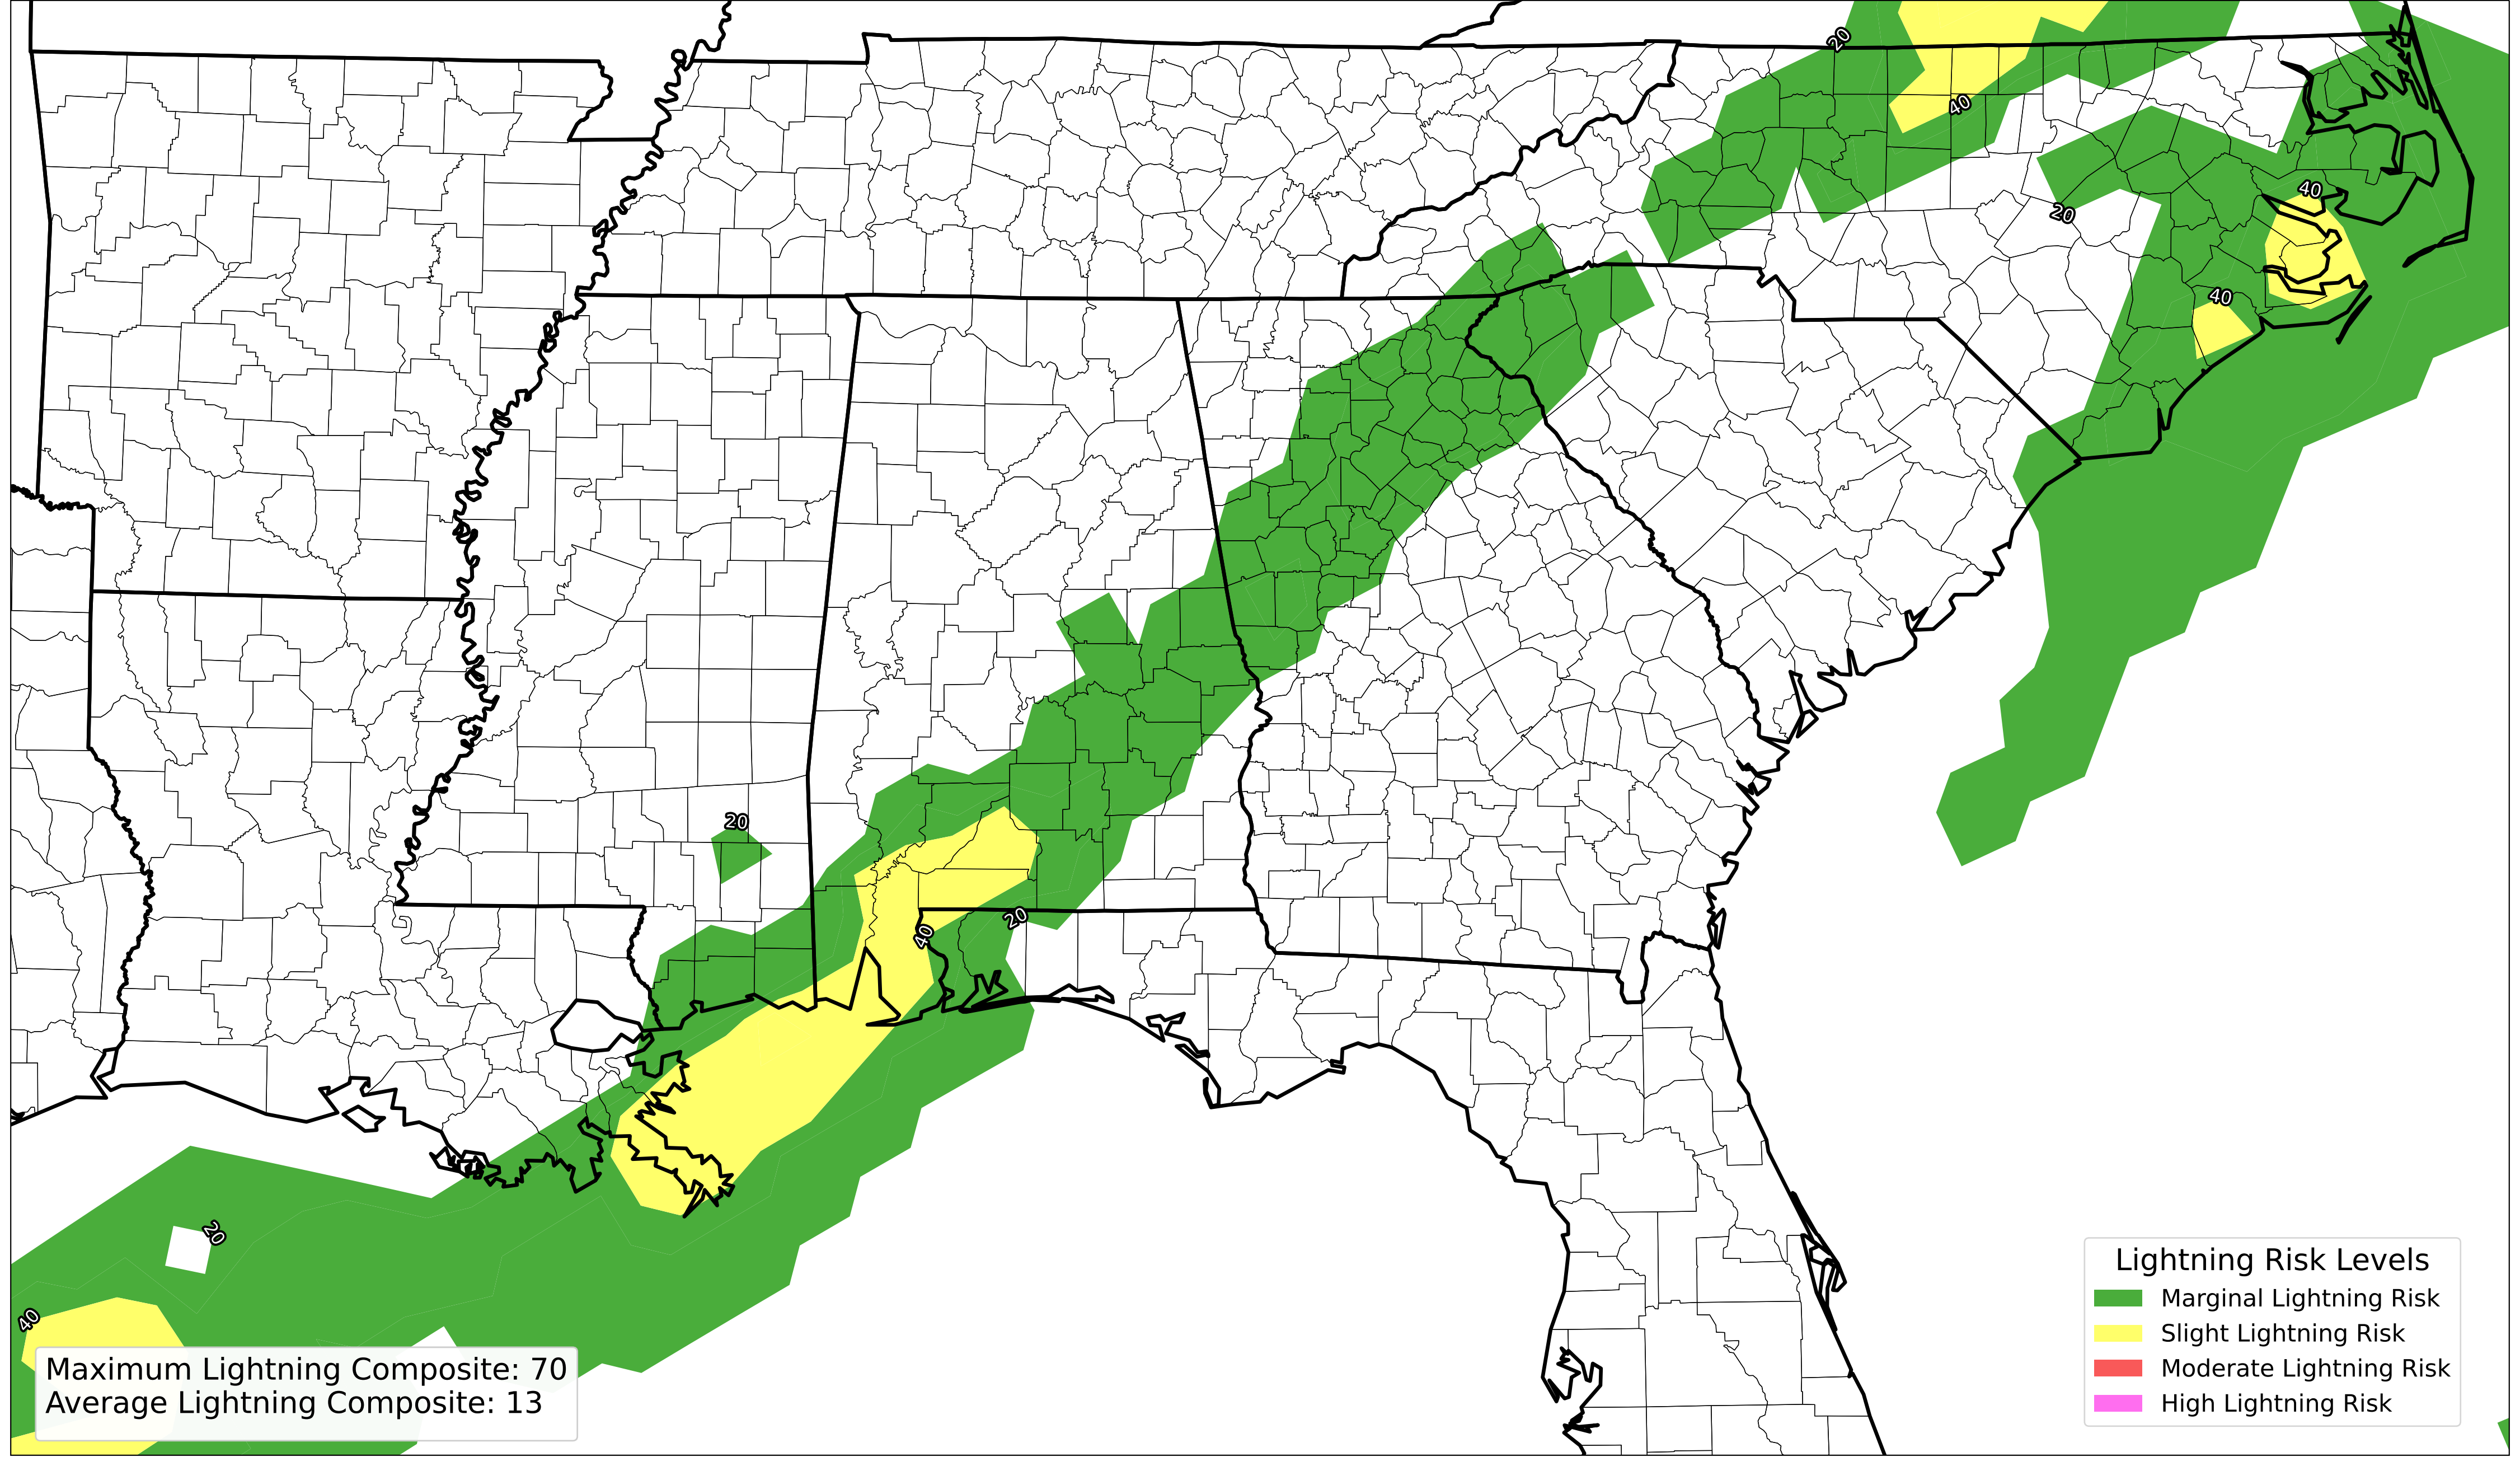 20
40
40
20
40
20
20
40
20
40
Maximum Lightning Composite: 70
Average Lightning Composite: 13
Lightning Risk Levels
Marginal Lightning Risk
Slight Lightning Risk
Moderate Lightning Risk
High Lightning Risk